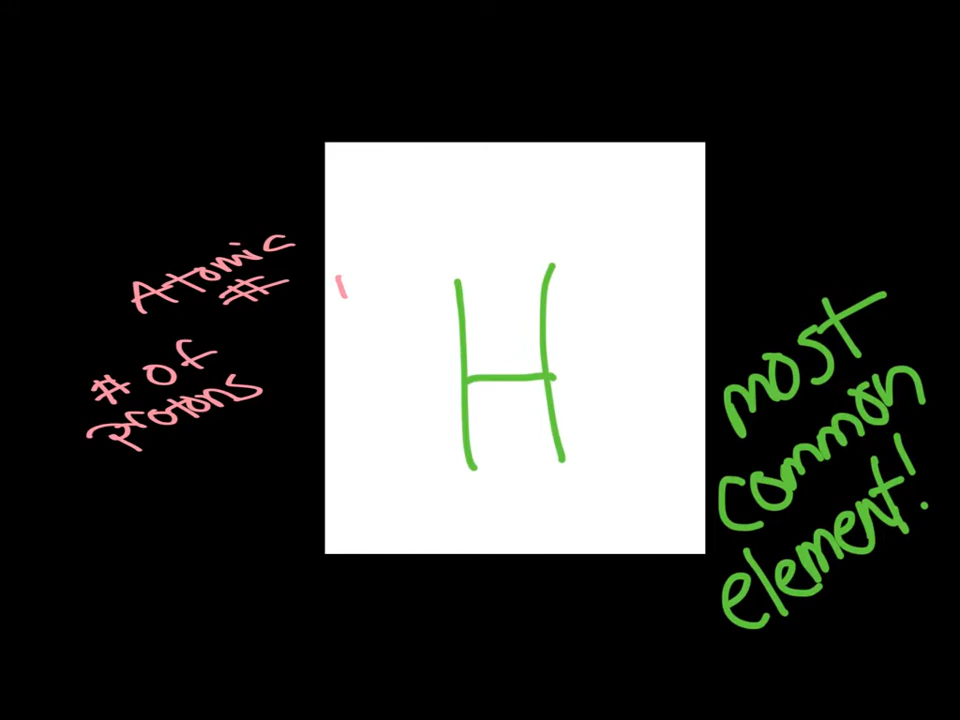 Atomic
#
# of
protons
1
H
most
common
element!